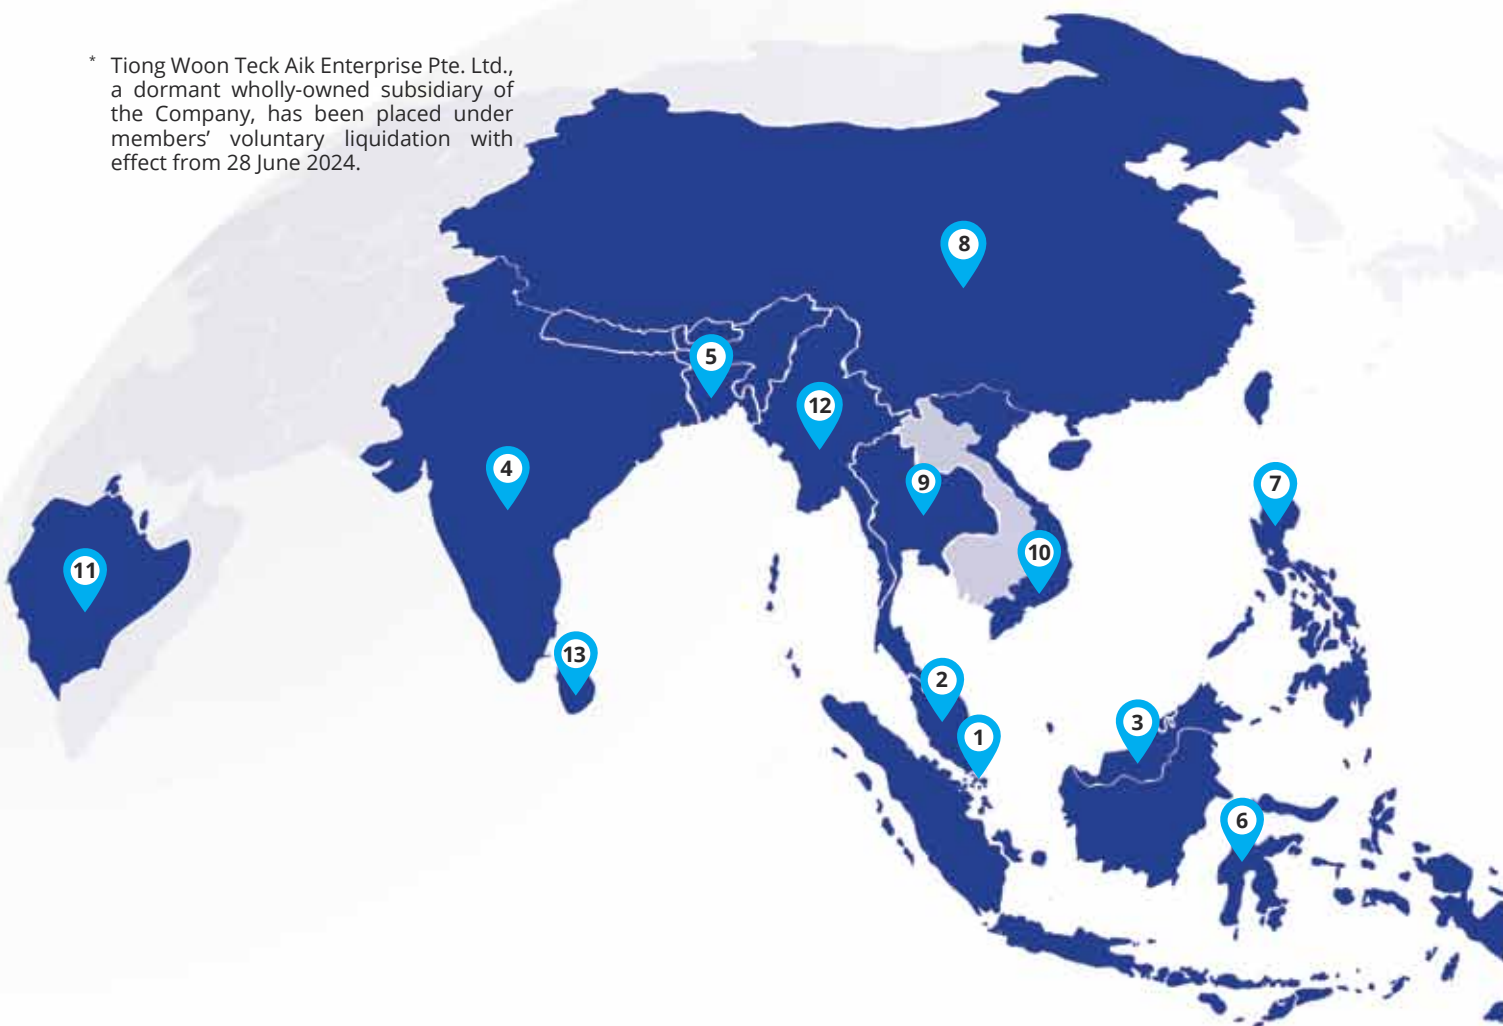 * Tiong Woon Teck Aik Enterprise Pte. Ltd.,
a dormant wholly-owned subsidiary of
the Company, has been placed under
members’ voluntary liquidation with
effect from 28 June 2024.
8
5
12
4
9
7
10
11
13
2
1
3
6